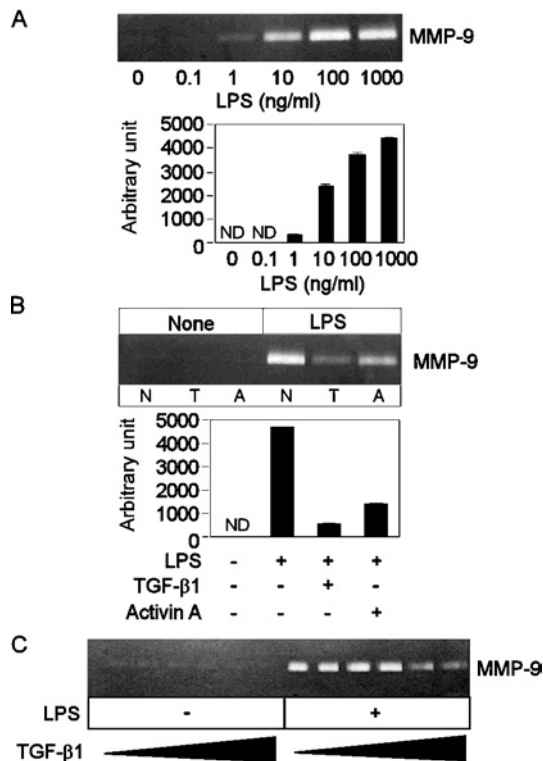 A
MMP-9
0 0.1 1 10 100 1000
LPS (ng/ml)
Arbitrary unit
5000
4000
3000
2000
1000
0
ND ND
0 0.1 1 10 100 1000
LPS (ng/ml)
B
None LPS
MMP-9
N T A N T A
Arbitrary unit
5000
4000
3000
2000
1000
0
ND
LPS - + + +
TGF-β1 - - + -
Activin A - - - +
C
MMP-9
LPS - +
TGF-β1